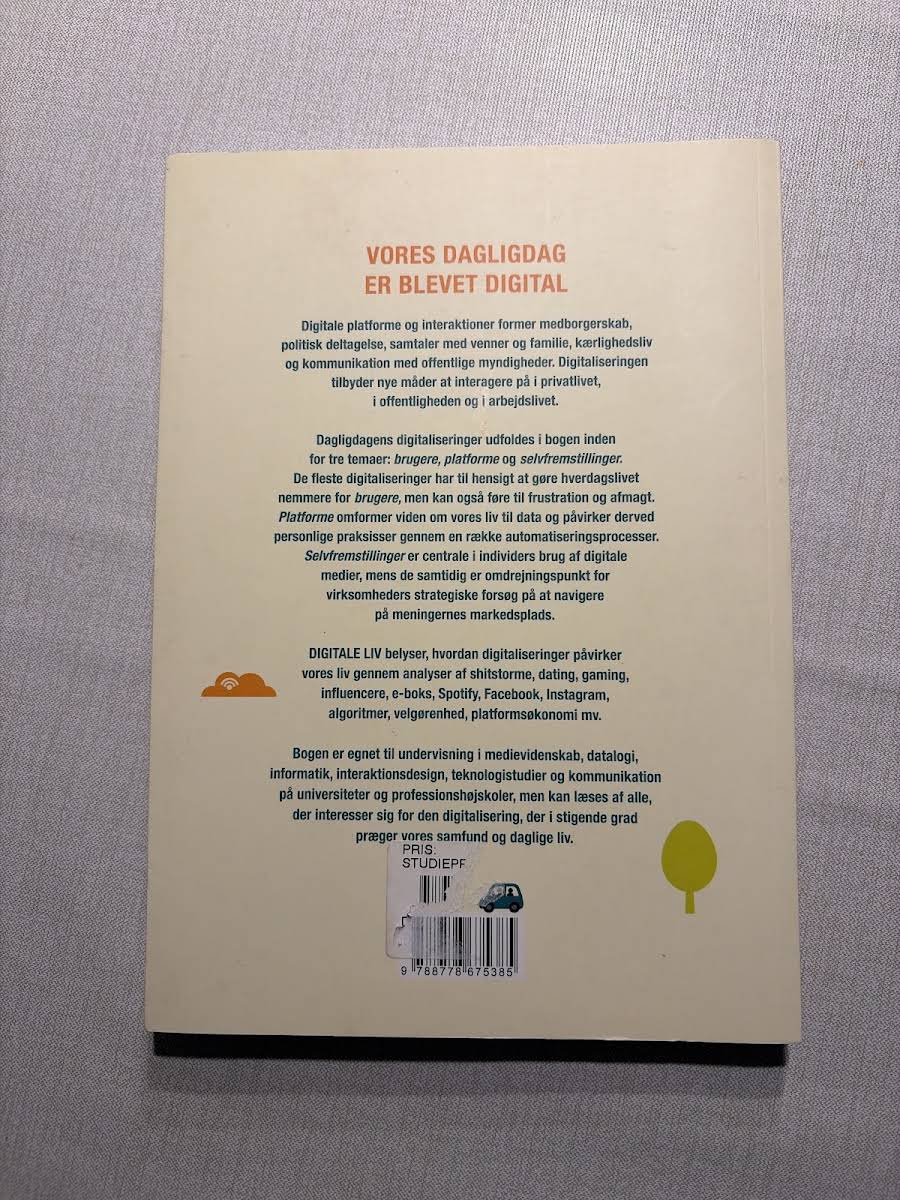 VORES DAGLIGDAG
ER BLEVET DIGITAL
Digitale platforme og interaktioner former medborgerskab,
politisk deltagelse, samtaler med venner og familie, kærlighedsliv
og kommunikation med offentlige myndigheder. Digitaliseringen
tilbyder nye måder at interagere på i privatlivet,
i offentligheden og i arbejdslivet.
Dagligdagens digitaliseringer udfoldes i bogen inden
for tre temaer: brugere, platforme og selvfremstillinger.
De fleste digitaliseringer har til hensigt at gøre hverdagslivet
nemmere for brugere, men kan også føre til frustration og afmagt.
Platforme omformer viden om vores liv til data og påvirker derved
personlige praksisser gennem en række automatiseringsprocesser.
Selvfremstillinger er centrale i individers brug af digitale
medier, mens de samtidig er omdrejningspunkt for
virksomheders strategiske forsøg på at navigere
på meningernes markedsplads.
DIGITALE LIV belyser, hvordan digitaliseringer påvirker
vores liv gennem analyser af shitstorme, dating, gaming,
influencere, e-boks, Spotify, Facebook, Instagram,
algoritmer, velgørenhed, platformsøkonomi mv.
Bogen er egnet til undervisning i medievidenskab, datalogi,
informatik, interaktionsdesign, teknologistudier og kommunikation
på universiteter og professionshøjskoler, men kan læses af alle,
der interesser sig for den digitalisering, der i stigende grad
præger vores samfund og daglige liv.
PRIS:
9 788778 675385